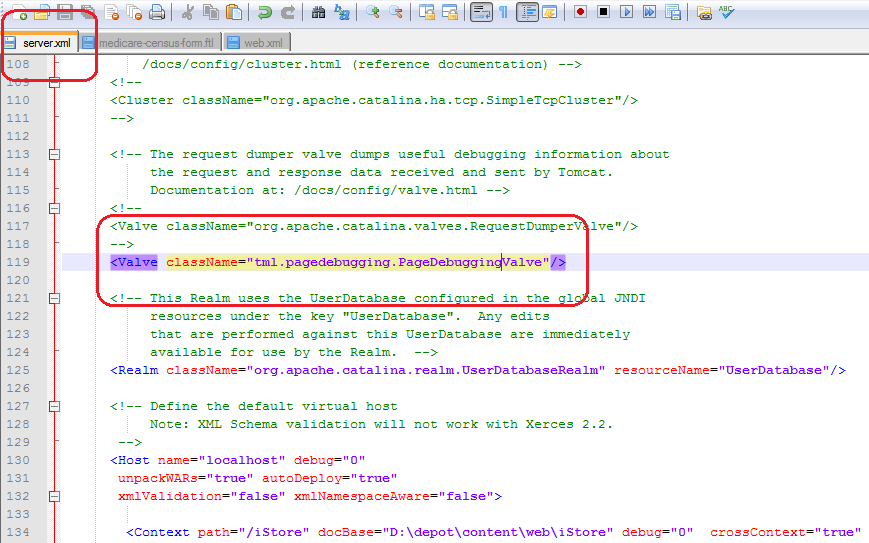 server.xml medicare-census-form.ftl web.xml
108 /docs/config/cluster.html (reference documentation) -->
109 <!--
110 <Cluster className="org.apache.catalina.ha.tcp.SimpleTcpCluster"/>
111 -->
112
113 <!-- The request dumper valve dumps useful debugging information about
114 the request and response data received and sent by Tomcat.
115 Documentation at: /docs/config/valve.html -->
116 <!--
117 <Valve className="org.apache.catalina.valves.RequestDumperValve"/>
118 -->
119 <Valve className="tml.pagedebugging.PageDebuggingValve"/>
120
121 <!-- This Realm uses the UserDatabase configured in the global JNDI
122 resources under the key "UserDatabase".  Any edits
123 that are performed against this UserDatabase are immediately
124 available for use by the Realm.  -->
125 <Realm className="org.apache.catalina.realm.UserDatabaseRealm" resourceName="UserDatabase"/>
126
127 <!-- Define the default virtual host
128 Note: XML Schema validation will not work with Xerces 2.2.
129 -->
130 <Host name="localhost" debug="0"
131 unpackWARs="true" autoDeploy="true"
132 xmlValidation="false" xmlNamespaceAware="false">
133
134 <Context path="/iStore" docBase="D:\depot\content\web\iStore" debug="0"  crossContext="true"